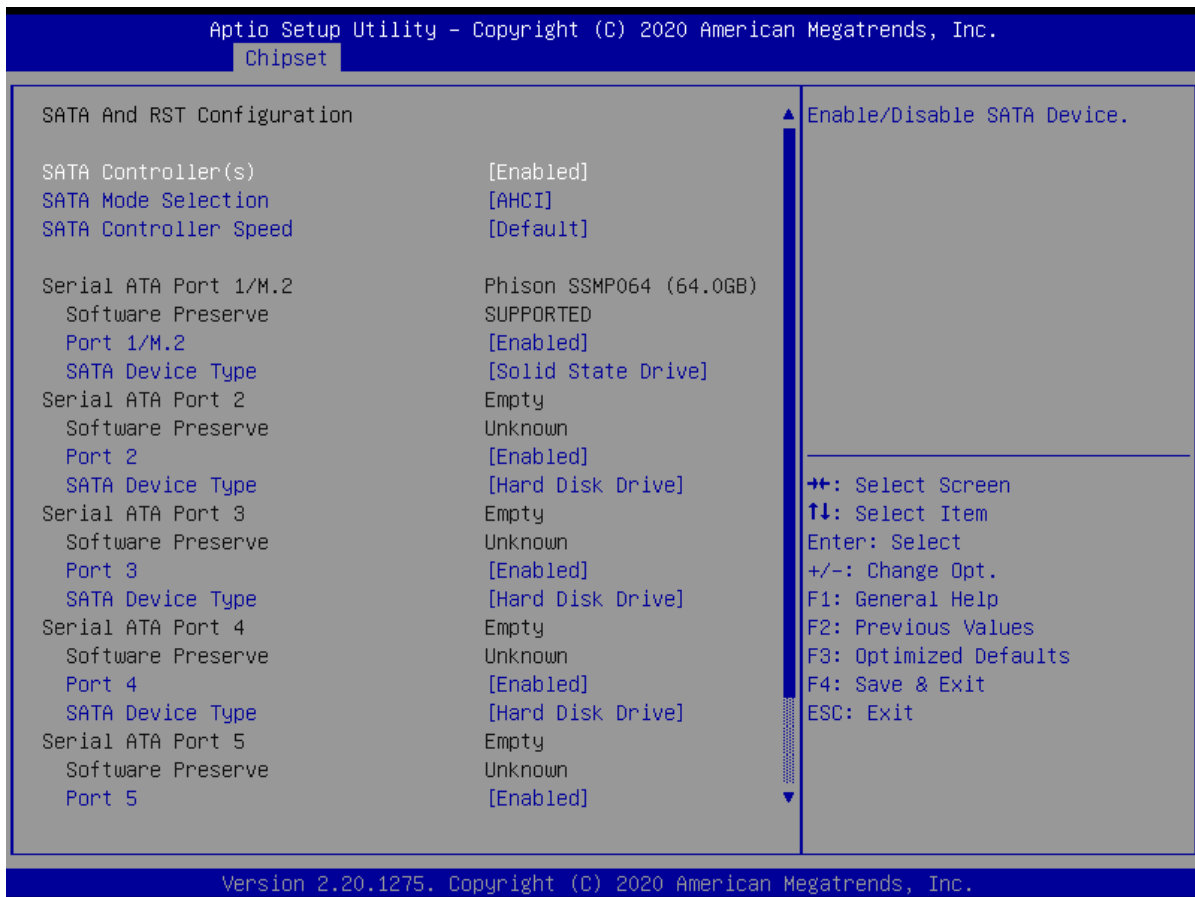 Aptio Setup Utility – Copyright (C) 2020 American Megatrends, Inc.
Chipset
SATA And RST Configuration
SATA Controller(s) [Enabled]
SATA Mode Selection [AHCI]
SATA Controller Speed [Default]
Serial ATA Port 1/M.2 Phison SSMP064 (64.0GB)
Software Preserve SUPPORTED
Port 1/M.2 [Enabled]
SATA Device Type [Solid State Drive]
Serial ATA Port 2 Empty
Software Preserve Unknown
Port 2 [Enabled]
SATA Device Type [Hard Disk Drive]
Serial ATA Port 3 Empty
Software Preserve Unknown
Port 3 [Enabled]
SATA Device Type [Hard Disk Drive]
Serial ATA Port 4 Empty
Software Preserve Unknown
Port 4 [Enabled]
SATA Device Type [Hard Disk Drive]
Serial ATA Port 5 Empty
Software Preserve Unknown
Port 5 [Enabled]
Enable/Disable SATA Device.
→←: Select Screen
↑↓: Select Item
Enter: Select
+/-: Change Opt.
F1: General Help
F2: Previous Values
F3: Optimized Defaults
F4: Save & Exit
ESC: Exit
Version 2.20.1275. Copyright (C) 2020 American Megatrends, Inc.